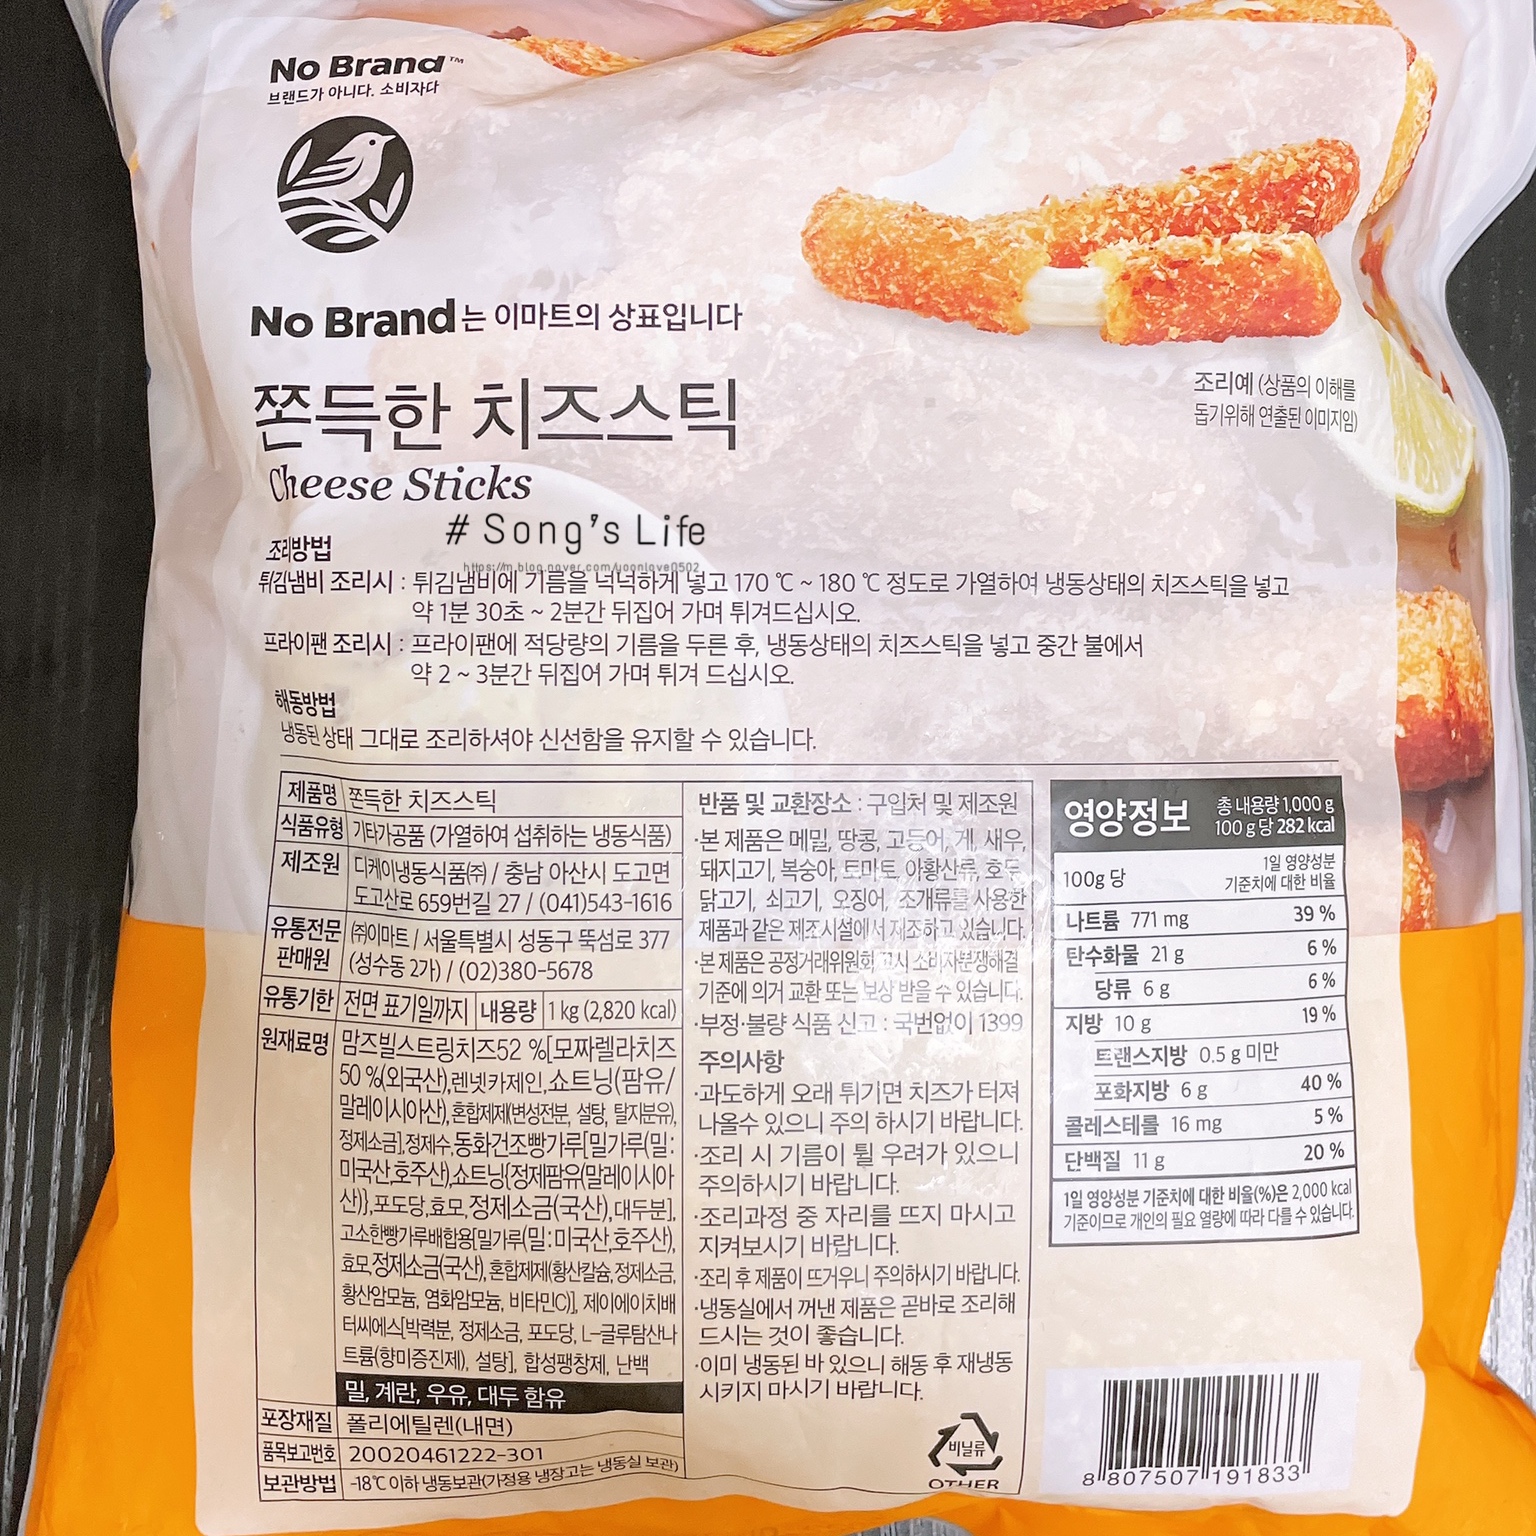 No Brand™
브랜드가 아니다. 소비자다
No Brand는 이마트의 상표입니다
쫀득한 치즈스틱
Cheese Sticks
조리예 (상품의 이해를
돕기위해 연출된 이미지임)
# Song's Life
https://m.blog.naver.com/yoonlove0502
조리방법
튀김냄비 조리시 : 튀김냄비에 기름을 넉넉하게 넣고 170 ℃ ~ 180 ℃ 정도로 가열하여 냉동상태의 치즈스틱을 넣고
약 1분 30초 ~ 2분간 뒤집어 가며 튀겨드십시오.
프라이팬 조리시 : 프라이팬에 적당량의 기름을 두른 후, 냉동상태의 치즈스틱을 넣고 중간 불에서
약 2 ~ 3분간 뒤집어 가며 튀겨 드십시오.
해동방법
냉동된 상태 그대로 조리하셔야 신선함을 유지할 수 있습니다.
제품명 쫀득한 치즈스틱
식품유형 기타가공품 (가열하여 섭취하는 냉동식품)
제조원 디케이냉동식품㈜ / 충남 아산시 도고면
도고산로 659번길 27 / (041)543-1616
유통전문
판매원
㈜이마트 / 서울특별시 성동구 뚝섬로 377
(성수동 2가) / (02)380-5678
유통기한 전면 표기일까지 내용량 1 kg (2,820 kcal)
원재료명 맘즈빌스트링치즈52 %[모짜렐라치즈
50 %(외국산),렌넷카제인,쇼트닝(팜유/
말레이시아산), 혼합제제(변성전분, 설탕, 탈지분유),
정제소금],정제수,동화건조빵가루[밀가루(밀:
미국산,호주산),쇼트닝{정제팜유(말레이시아
산)},포도당,효모,정제소금(국산),대두분],
고소한빵가루배합용[밀가루(밀:미국산,호주산),
효모,정제소금(국산),혼합제제(황산칼슘,정제소금,
황산암모늄, 염화암모늄, 비타민C)], 제이에이치배
터씨에스[박력분, 정제소금, 포도당, L-글루탐산나
트륨(향미증진제), 설탕], 합성팽창제, 난백
밀, 계란, 우유, 대두 함유
포장재질 폴리에틸렌(내면)
품목보고번호 20020461222-301
보관방법 -18℃ 이하 냉동보관(가정용 냉장고는 냉동실 보관)
반품 및 교환장소 : 구입처 및 제조원
·본 제품은 메밀, 땅콩, 고등어, 게, 새우,
돼지고기, 복숭아, 토마토, 아황산류, 호두
닭고기, 쇠고기, 오징어, 조개류를 사용한
제품과 같은 제조시설에서 제조하고 있습니다.
·본 제품은 공정거래위원회 고시 소비자분쟁해결
기준에 의거 교환 또는 보상 받을 수 있습니다.
·부정·불량 식품 신고 : 국번없이 1399
주의사항
·과도하게 오래 튀기면 치즈가 터져
나올수 있으니 주의 하시기 바랍니다.
·조리 시 기름이 튈 우려가 있으니
주의하시기 바랍니다.
·조리과정 중 자리를 뜨지 마시고
지켜보시기 바랍니다.
·조리 후 제품이 뜨거우니 주의하시기 바랍니다.
·냉동실에서 꺼낸 제품은 곧바로 조리해
드시는 것이 좋습니다.
·이미 냉동된 바 있으니 해동 후 재냉동
시키지 마시기 바랍니다.
비닐류
OTHER
영양정보 총 내용량 1,000 g
100 g 당 282 kcal
100g 당 1일 영양성분
기준치에 대한 비율
나트륨 771 mg 39 %
탄수화물 21 g 6 %
당류 6 g 6 %
지방 10 g 19 %
트랜스지방 0.5 g 미만
포화지방 6 g 40 %
콜레스테롤 16 mg 5 %
단백질 11 g 20 %
1일 영양성분 기준치에 대한 비율(%)은 2,000 kcal
기준이므로 개인의 필요 열량에 따라 다를 수 있습니다.
8 807507 191833